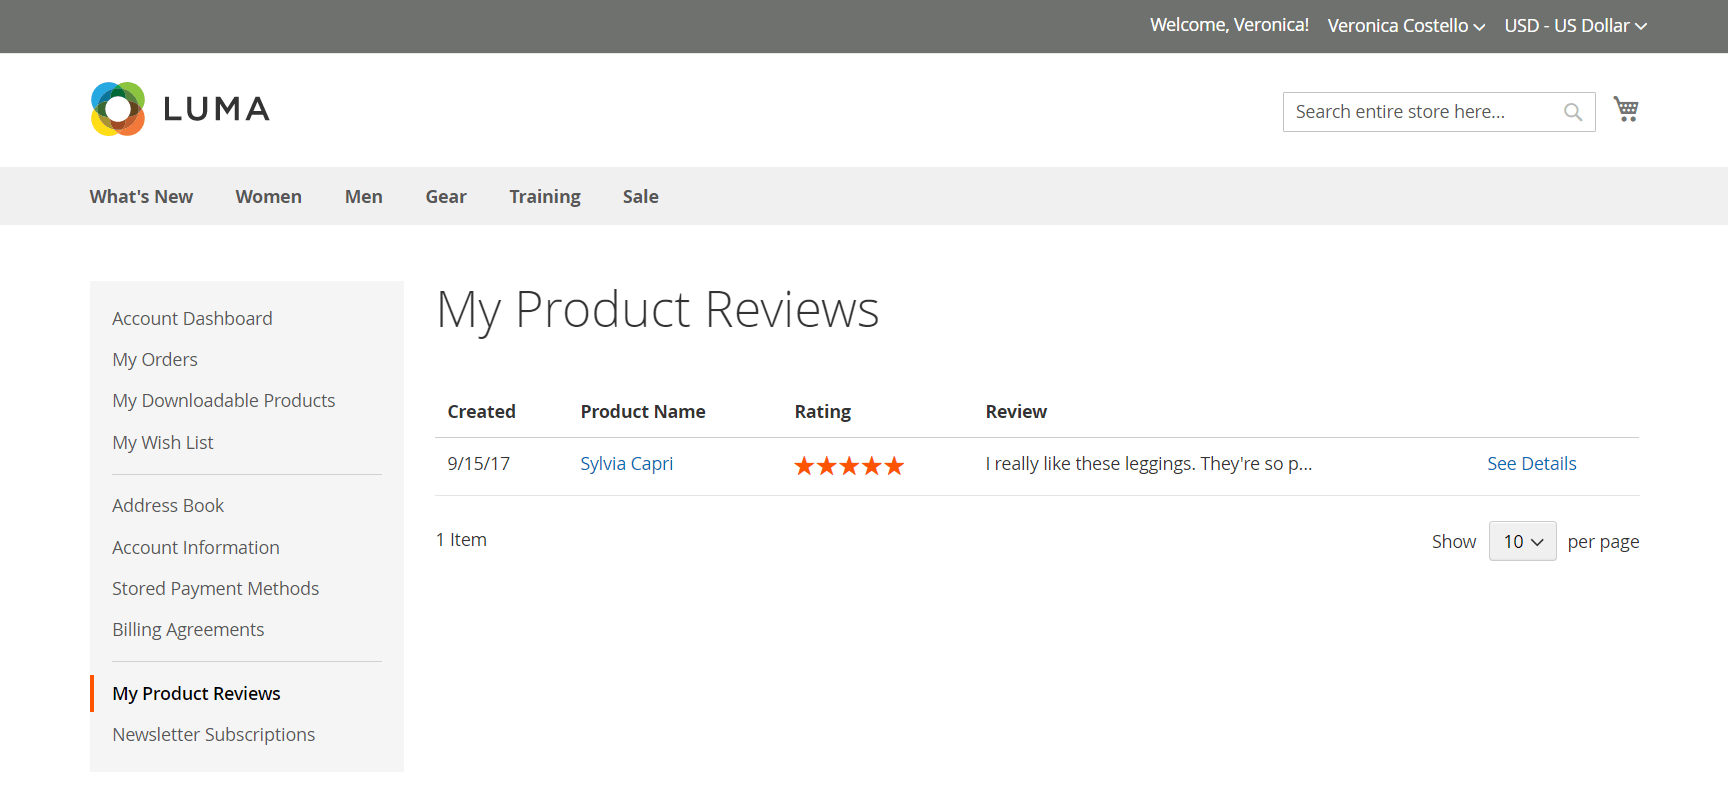 Welcome, Veronica! Veronica Costello USD - US Dollar
LUMA
Search entire store here...
What's New Women Men Gear Training Sale
Account Dashboard
My Orders
My Downloadable Products
My Wish List
Address Book
Account Information
Stored Payment Methods
Billing Agreements
My Product Reviews
Newsletter Subscriptions
My Product Reviews
Created Product Name Rating Review
9/15/17 Sylvia Capri I really like these leggings. They're so p... See Details
1 Item
Show 10 per page